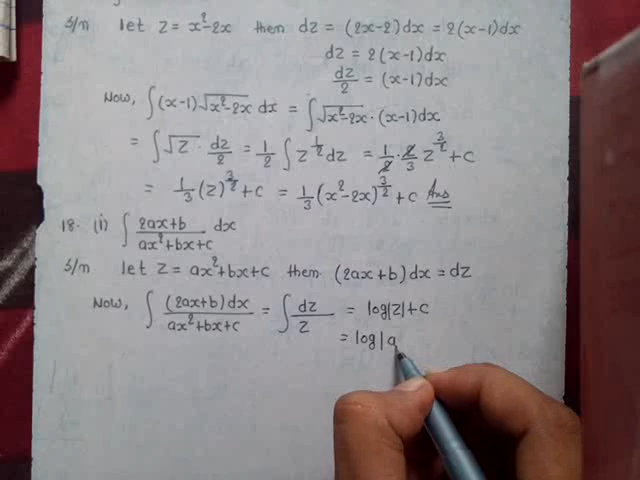 S/n let Z = x²-2x then dz = (2x-2)dx = 2(x-1)dx
dz = 2(x-1)dx
dz/2 = (x-1)dx
Now, ∫(x-1)√(x²-2x) dx = ∫√(x²-2x)·(x-1)dx
= ∫√Z · dz/2 = 1/2 ∫ Z^(1/2) dz = 1/2 · 2/3 Z^(3/2) + c
= 1/3 (Z)^(3/2) + c = 1/3 (x²-2x)^(3/2) + c Ans
18. (i) ∫ (2ax+b)/(ax²+bx+c) dx
S/n let Z = ax²+bx+c then (2ax+b)dx = dz
Now, ∫ (2ax+b)dx/(ax²+bx+c) = ∫ dz/Z = log|Z|+c
= log|a